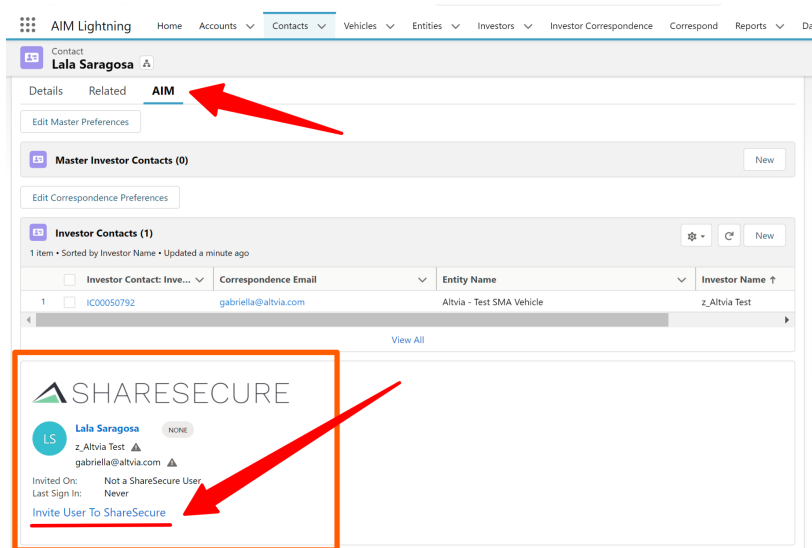 AIM Lightning Home Accounts Contacts Vehicles Entities Investors Investor Correspondence Correspond Reports Da
Contact
Lala Saragosa
Details Related AIM
Edit Master Preferences
Master Investor Contacts (0) New
Edit Correspondence Preferences
Investor Contacts (1) New
1 item • Sorted by Investor Name • Updated a minute ago
Investor Contact: Inve... Correspondence Email Entity Name Investor Name ↑
1 IC00050792 gabriella@altvia.com Altvia - Test SMA Vehicle z_Altvia Test
View All
SHARESECURE
LS Lala Saragosa NONE
z_Altvia Test
gabriella@altvia.com
Invited On: Not a ShareSecure User
Last Sign In: Never
Invite User To ShareSecure